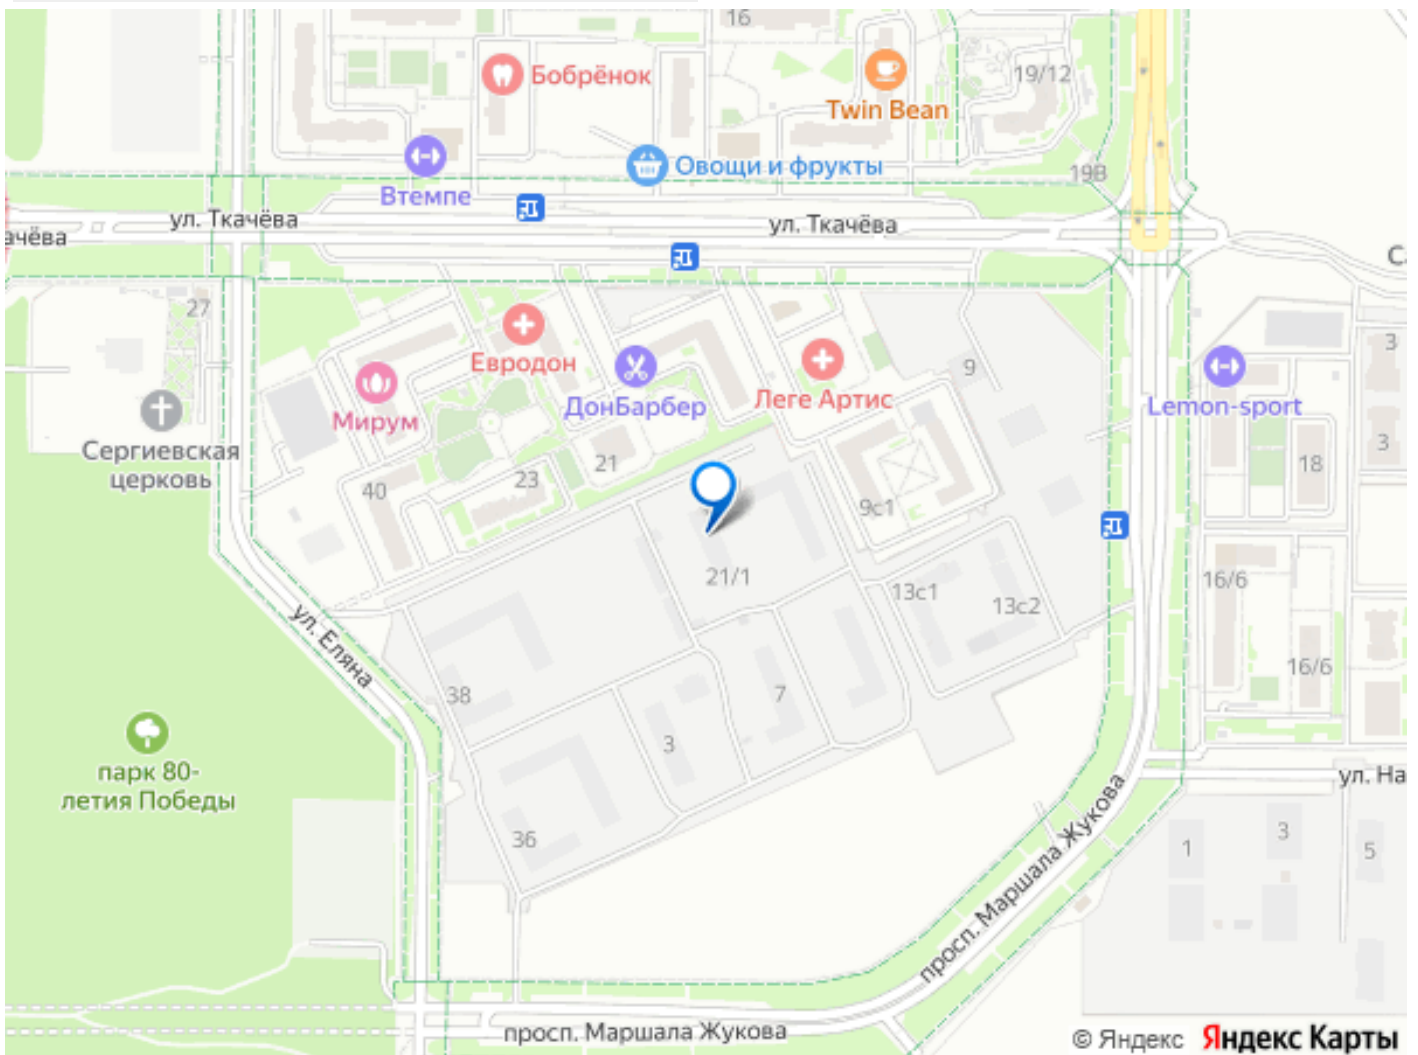 16
19/12
Бобрёнок
Twin Bean
Овощи и фрукты
19В
Втемпе
ул. Ткачёва
ул. Ткачёва
ачёва
Са
27
Евродон
3
9
Мирум
ДонБарбер
Леге Артис
Lemon-sport
Сергиевская
церковь
21
3
18
23
40
9с1
21/1
16/6
13с1
13с2
ул. Еляна
16/6
38
7
3
парк 80-
летия Победы
ул. На
36
1
3
5
просп. Маршала Жукова
просп. Маршала Жукова
© Яндекс Яндекс Карты